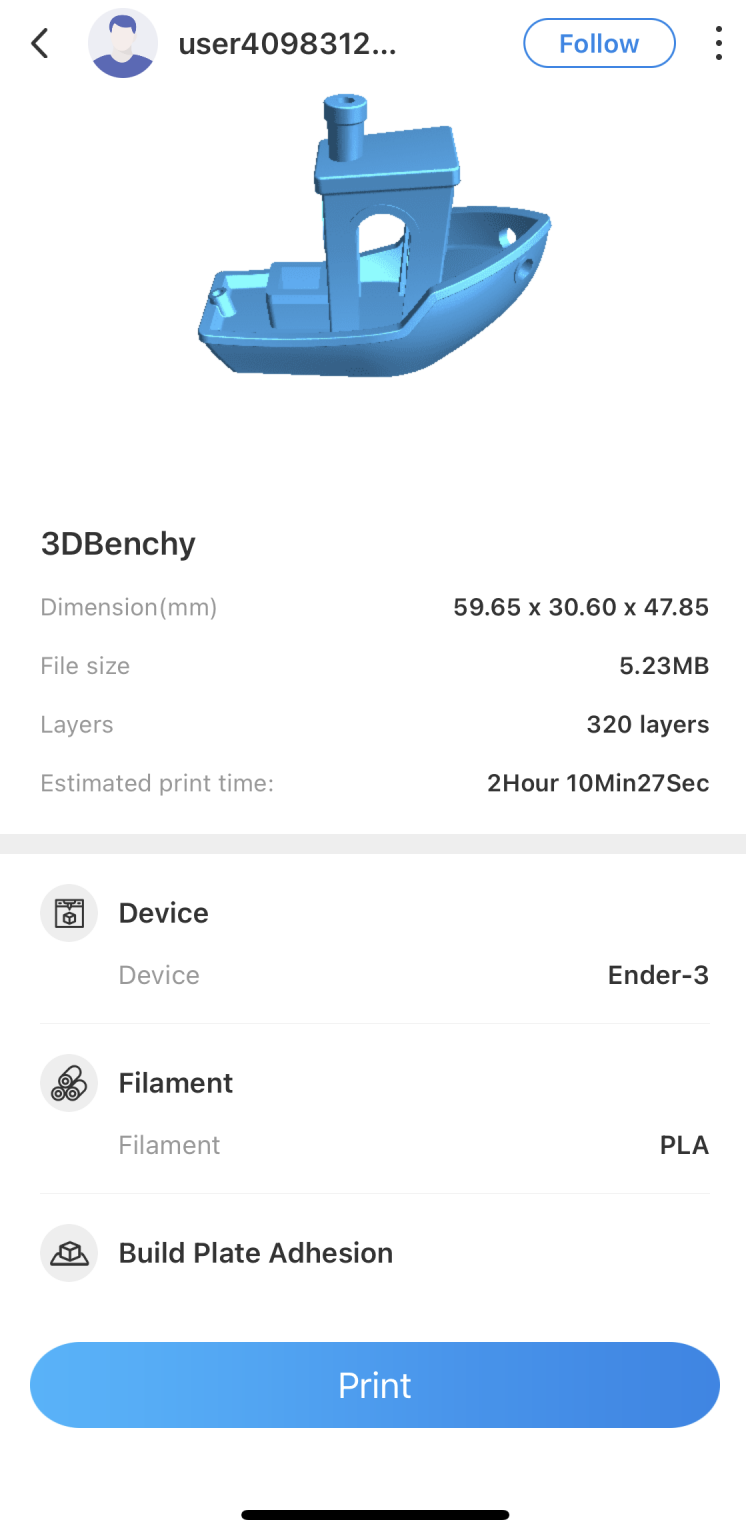 user4098312...
Follow
3DBenchy
Dimension(mm) 59.65 x 30.60 x 47.85
File size 5.23MB
Layers 320 layers
Estimated print time: 2Hour 10Min27Sec
Device
Device Ender-3
Filament
Filament PLA
Build Plate Adhesion
Print